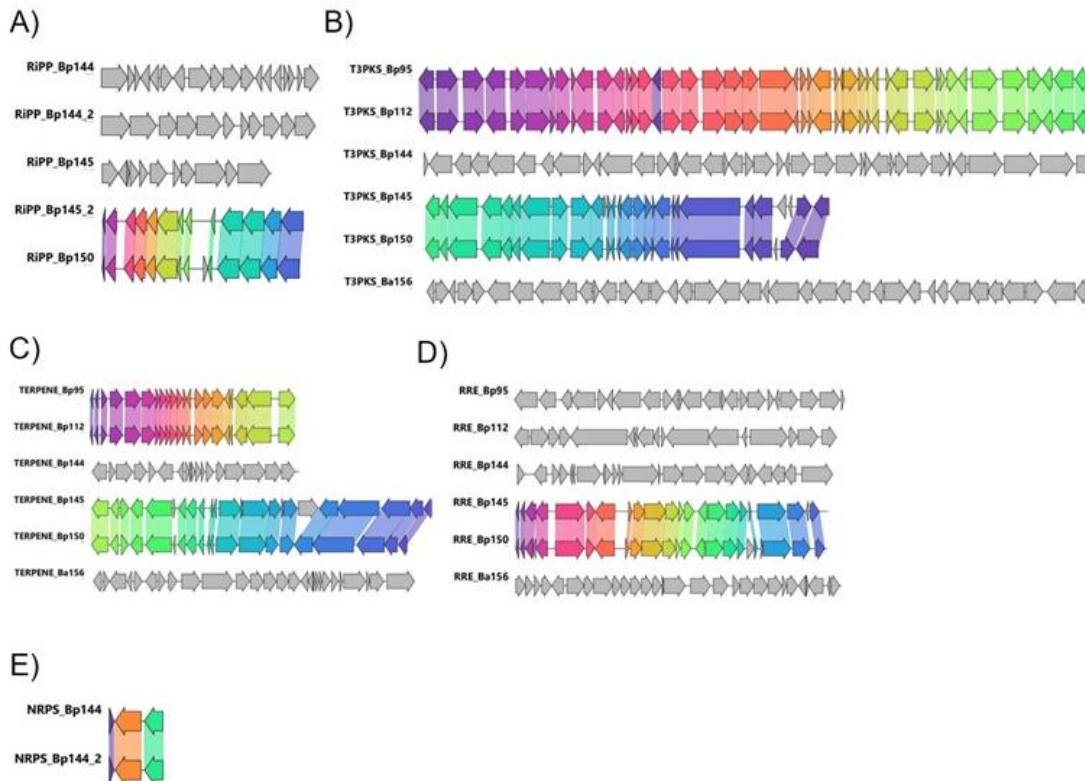 A)
RiPP_Bp144
RiPP_Bp144_2
RiPP_Bp145
RiPP_Bp145_2
RiPP_Bp150
B)
T3PKS_Bp95
T3PKS_Bp112
T3PKS_Bp144
T3PKS_Bp145
T3PKS_Bp150
T3PKS_Ba156
C)
TERPENE_Bp95
TERPENE_Bp112
TERPENE_Bp144
TERPENE_Bp145
TERPENE_Bp150
TERPENE_Ba156
D)
RRE_Bp95
RRE_Bp112
RRE_Bp144
RRE_Bp145
RRE_Bp150
RRE_Ba156
E)
NRPS_Bp144
NRPS_Bp144_2